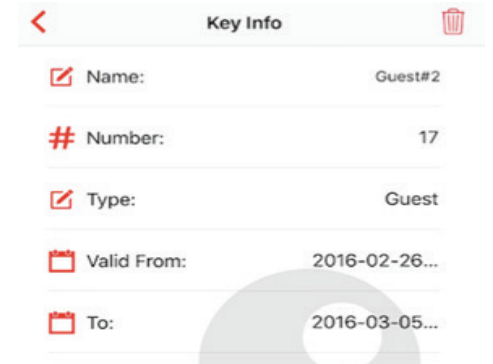 Key Info
Name: Guest#2
# Number: 17
Type: Guest
Valid From: 2016-02-26...
To: 2016-03-05...